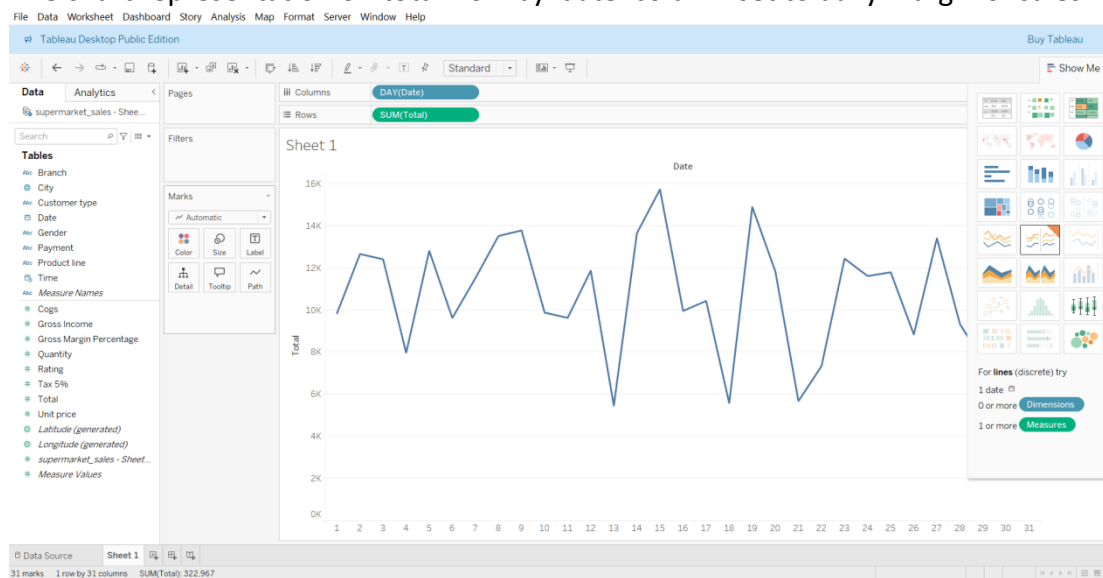 File Data Worksheet Dashboard Story Analysis Map Format Server Window Help
Tableau Desktop Public Edition
Buy Tableau
Standard
Show Me
Data Analytics
Pages
Columns DAY(Date)
supermarket_sales - Shee...
Rows SUM(Total)
Search
Filters
Sheet 1
Tables
Abc Branch
City
Abc Customer type
Date
Abc Gender
Abc Payment
Abc Product line
Time
Abc Measure Names
Cogs
Gross Income
Gross Margin Percentage
Quantity
Rating
Tax 5%
Total
Unit price
Latitude (generated)
Longitude (generated)
supermarket_sales - Sheet...
Measure Values
Marks
Automatic
Color Size Label
Detail Tooltip Path
Date
16K
14K
12K
10K
8K
6K
4K
2K
0K
Total
1 2 3 4 5 6 7 8 9 10 11 12 13 14 15 16 17 18 19 20 21 22 23 24 25 26 27 28 29 30 31
For lines (discrete) try
1 date
0 or more Dimensions
1 or more Measures
Data Source Sheet 1
31 marks 1 row by 31 columns SUM(Total): 322,967